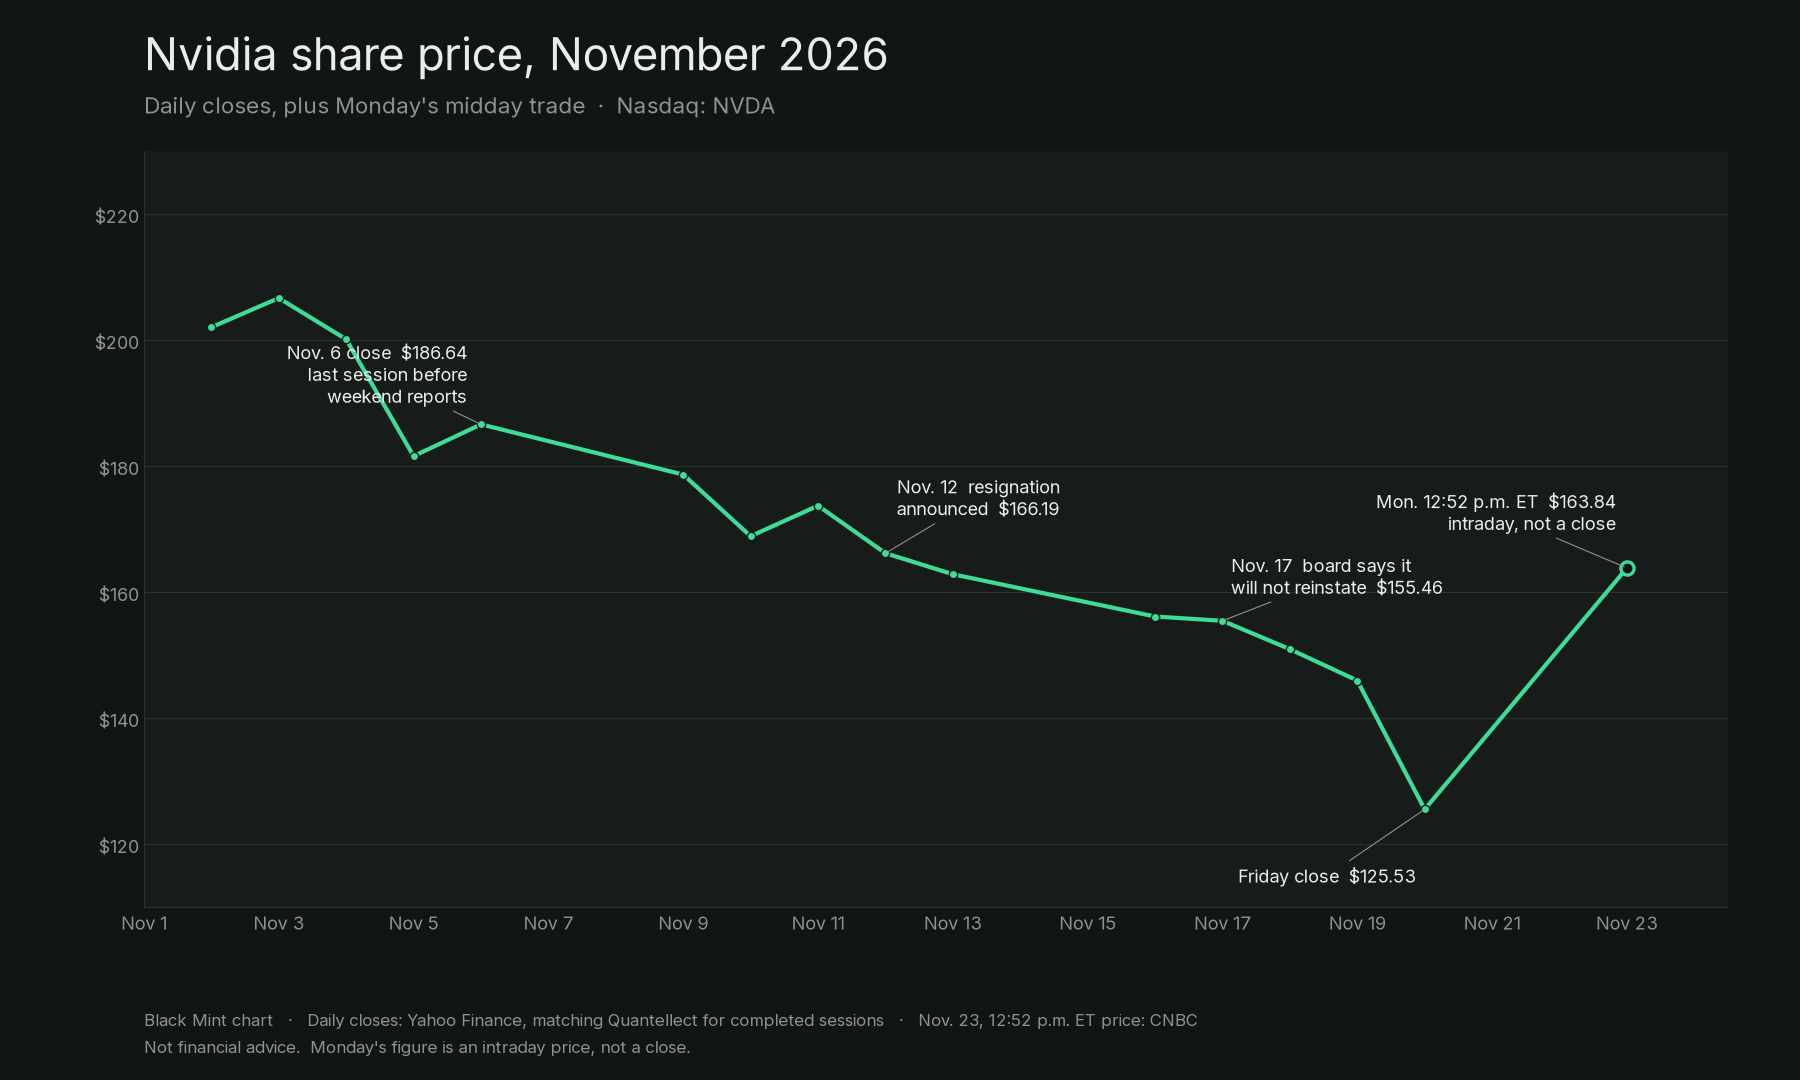 Nvidia share price, November 2026
Daily closes, plus Monday's midday trade · Nasdaq: NVDA
$220
$200
$180
$160
$140
$120
Nov. 6 close $186.64
last session before
weekend reports
Nov. 12 resignation
announced $166.19
Nov. 17 board says it
will not reinstate $155.46
Mon. 12:52 p.m. ET $163.84
intraday, not a close
Friday close $125.53
Nov 1 Nov 3 Nov 5 Nov 7 Nov 9 Nov 11 Nov 13 Nov 15 Nov 17 Nov 19 Nov 21 Nov 23
Black Mint chart · Daily closes: Yahoo Finance, matching Quantellect for completed sessions · Nov. 23, 12:52 p.m. ET price: CNBC
Not financial advice. Monday's figure is an intraday price, not a close.